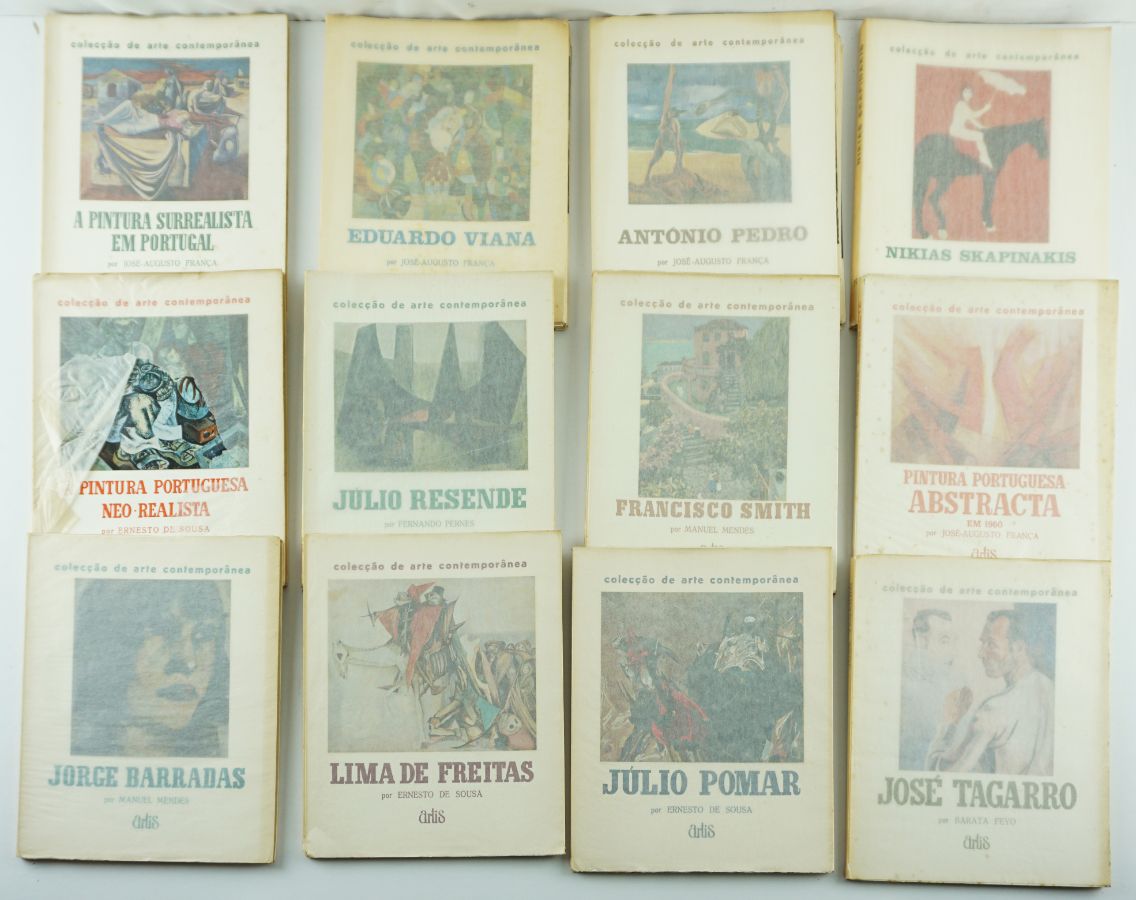 colecção de arte contemporânea
A PINTURA SURREALISTA
EM PORTUGAL
por JOSÉ-AUGUSTO FRANÇA
colecção de arte contemporânea
EDUARDO VIANA
por JOSÉ-AUGUSTO FRANÇA
colecção de arte contemporânea
ANTÓNIO PEDRO
por JOSÉ-AUGUSTO FRANÇA
colecção de arte contemporânea
NIKIAS SKAPINAKIS
NIKIAS SKAPINAKIS
colecção de arte contemporânea
A PINTURA PORTUGUESA
NEO-REALISTA
por ERNESTO DE SOUSA
colecção de arte contemporânea
JÚLIO RESENDE
por FERNANDO PERNES
colecção de arte contemporânea
FRANCISCO SMITH
por MANUEL MENDES
colecção de arte contemporânea
PINTURA PORTUGUESA
ABSTRACTA
EM 1960
por JOSÉ-AUGUSTO FRANÇA
artis
colecção de arte contemporânea
JORGE BARRADAS
por MANUEL MENDES
artis
colecção de arte contemporânea
LIMA DE FREITAS
por ERNESTO DE SOUSA
artis
colecção de arte contemporânea
JÚLIO POMAR
por ERNESTO DE SOUSA
artis
colecção de arte contemporânea
JOSÉ TAGARRO
por BARATA FEYO
artis